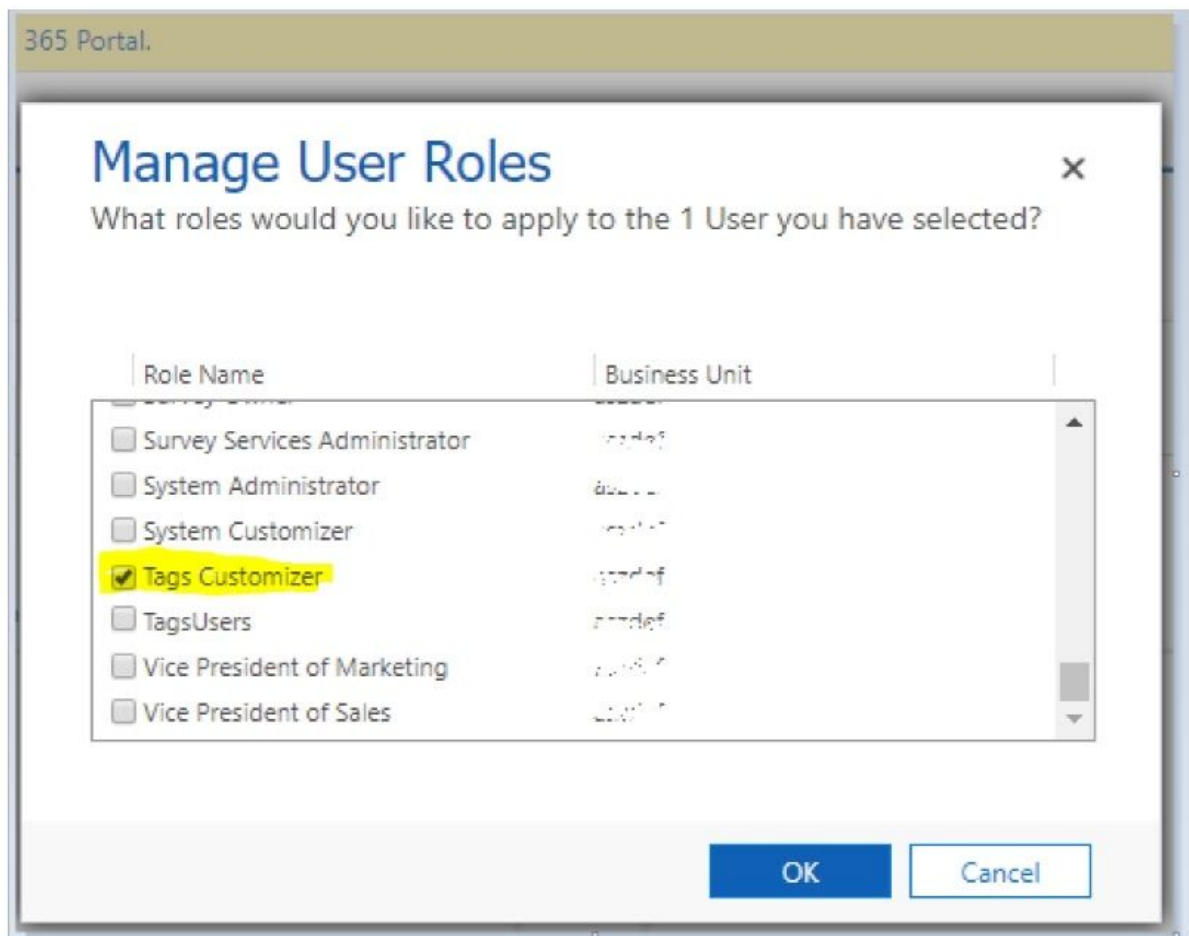 365 Portal.
Manage User Roles
What roles would you like to apply to the 1 User you have selected?
Role Name Business Unit
Survey Services Administrator
System Administrator
System Customizer
Tags Customizer
TagsUsers
Vice President of Marketing
Vice President of Sales
OK Cancel